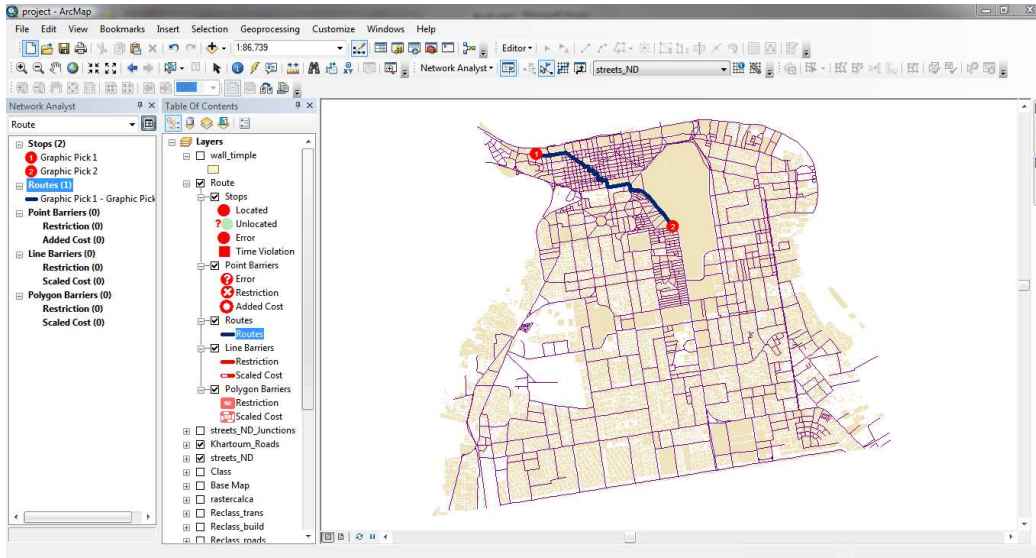 project - ArcMap
File Edit View Bookmarks Insert Selection Geoprocessing Customize Windows Help
1:86,739
Editor
Network Analyst
streets_ND
Network Analyst
Route
Stops (2)
1 Graphic Pick 1
2 Graphic Pick 2
Routes (1)
Graphic Pick 1 - Graphic Pick
Point Barriers (0)
Restriction (0)
Added Cost (0)
Line Barriers (0)
Restriction (0)
Scaled Cost (0)
Polygon Barriers (0)
Restriction (0)
Scaled Cost (0)
Table Of Contents
Layers
wall_timple
Route
Stops
Located
? Unlocated
Error
Time Violation
Point Barriers
? Error
Restriction
Added Cost
Routes
Routes
Line Barriers
Restriction
Scaled Cost
Polygon Barriers
Restriction
Scaled Cost
streets_ND_Junctions
Khartoum_Roads
streets_ND
Class
Base Map
rastercalca
Reclass_trans
Reclass_build
Reclass_roads
1
2